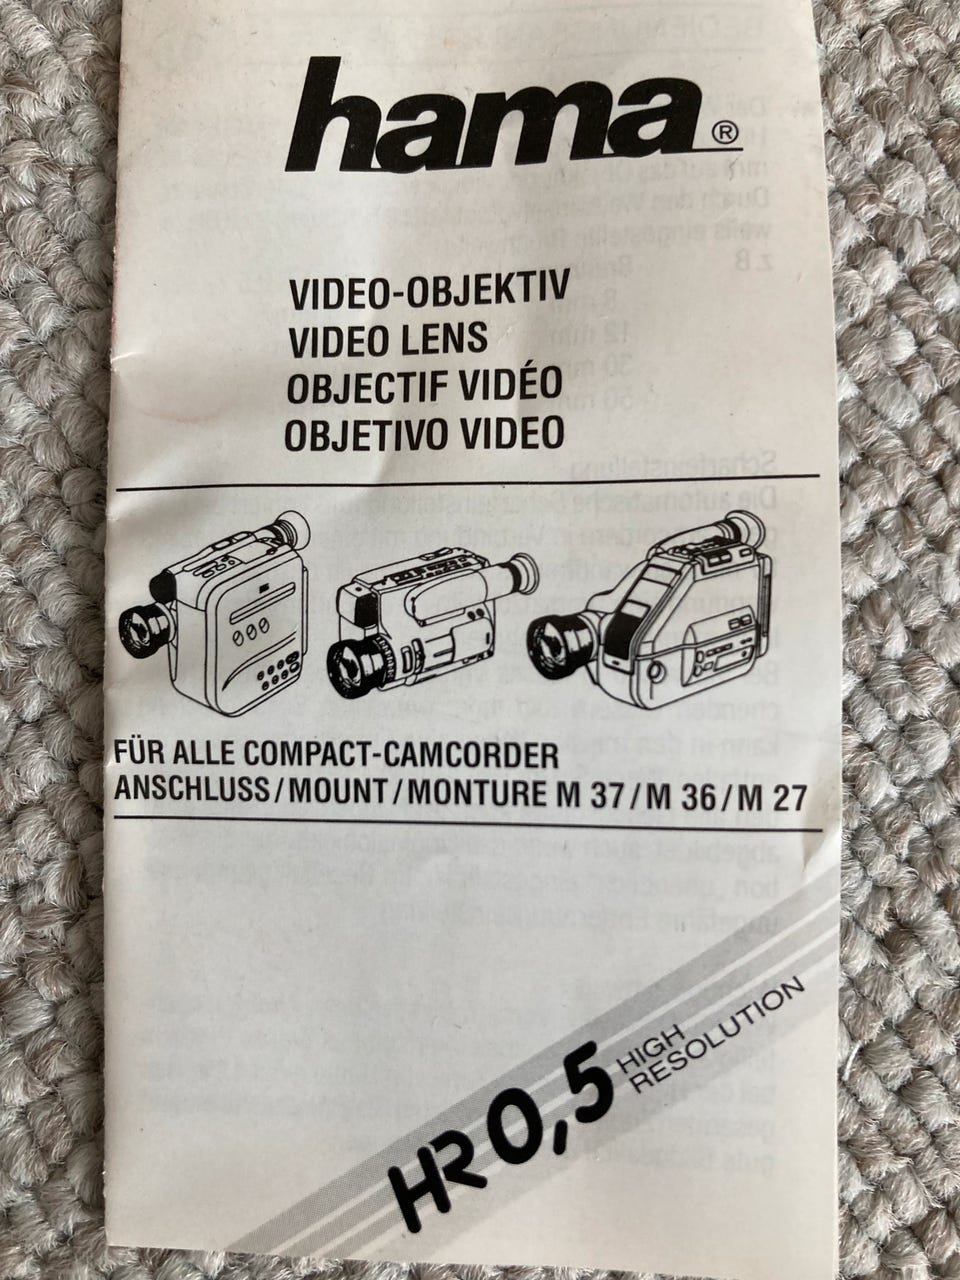 hama®
VIDEO-OBJEKTIV
VIDEO LENS
OBJECTIF VIDÉO
OBJETIVO VIDEO
FÜR ALLE COMPACT-CAMCORDER
ANSCHLUSS/MOUNT/MONTURE M 37/M 36/M 27
HR 0,5 HIGH
RESOLUTION